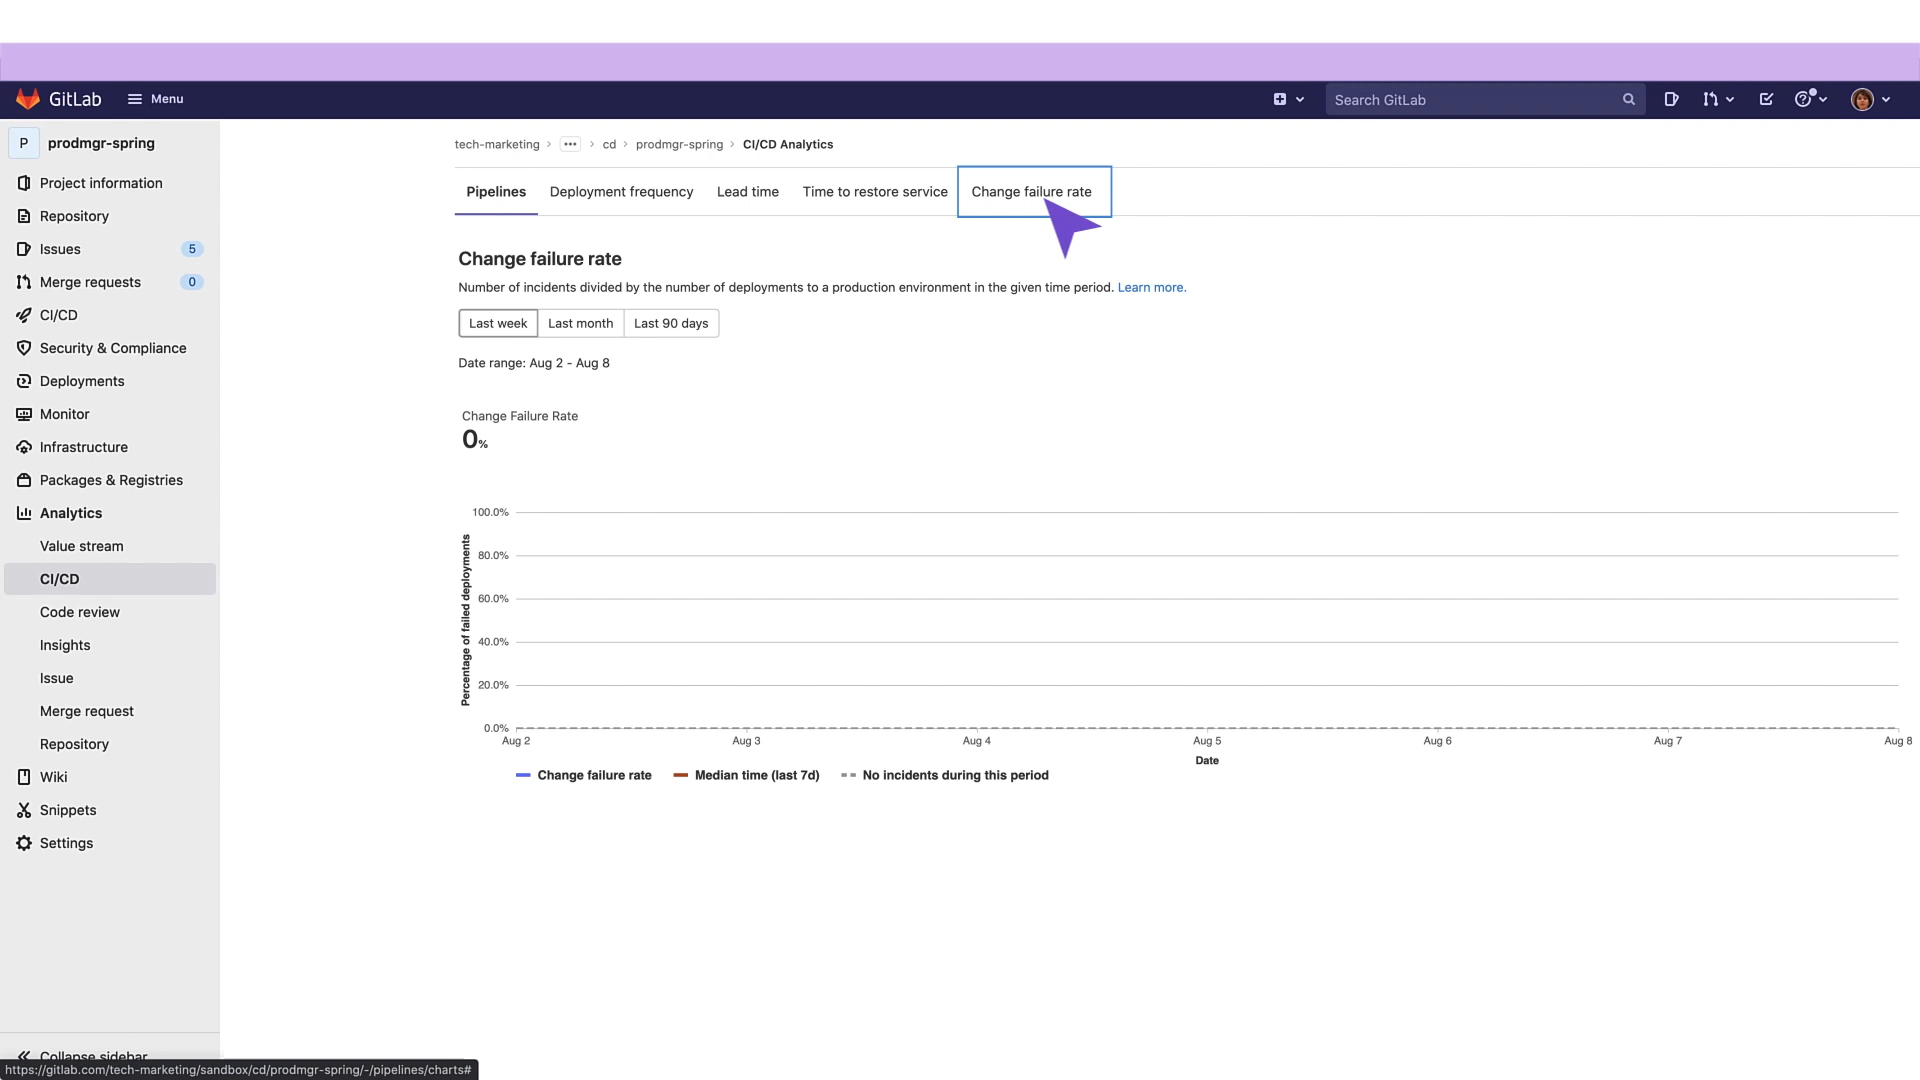 GitLab
Menu
Search GitLab
P prodmgr-spring
Project information
Repository
Issues 5
Merge requests 0
CI/CD
Security & Compliance
Deployments
Monitor
Infrastructure
Packages & Registries
Analytics
Value stream
CI/CD
Code review
Insights
Issue
Merge request
Repository
Wiki
Snippets
Settings
Collapse sidebar
https://gitlab.com/tech-marketing/sandbox/cd/prodmgr-spring/-/pipelines/charts#
tech-marketing > ••• > cd > prodmgr-spring > CI/CD Analytics
Pipelines Deployment frequency Lead time Time to restore service Change failure rate
Change failure rate
Number of incidents divided by the number of deployments to a production environment in the given time period. Learn more.
Last week Last month Last 90 days
Date range: Aug 2 - Aug 8
Change Failure Rate
0%
Percentage of failed deployments
100.0%
80.0%
60.0%
40.0%
20.0%
0.0%
Aug 2 Aug 3 Aug 4 Aug 5 Aug 6 Aug 7 Aug 8
Date
Change failure rate Median time (last 7d) No incidents during this period